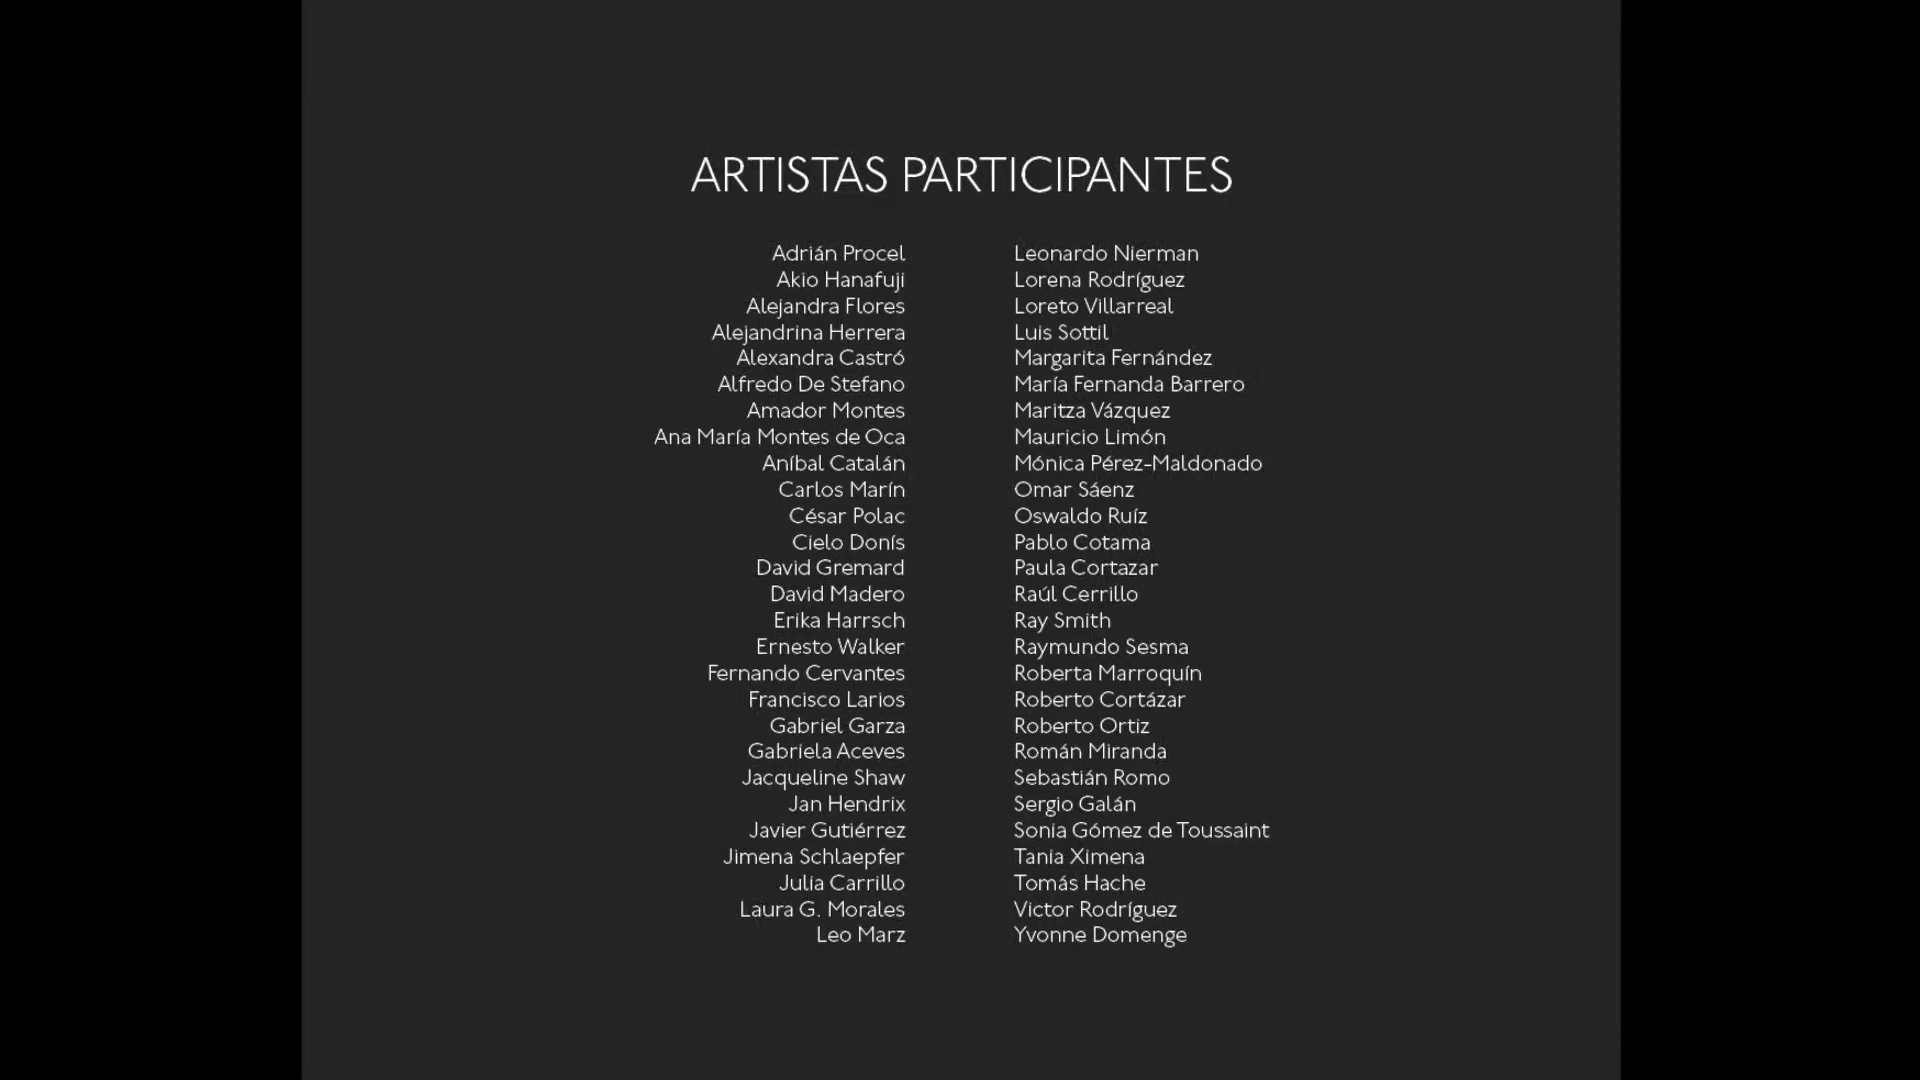 ARTISTAS PARTICIPANTES
Adrián Procel
Akio Hanafuji
Alejandra Flores
Alejandrina Herrera
Alexandra Castró
Alfredo De Stefano
Amador Montes
Ana María Montes de Oca
Aníbal Catalán
Carlos Marín
César Polac
Cielo Donís
David Gremard
David Madero
Erika Harrsch
Ernesto Walker
Fernando Cervantes
Francisco Larios
Gabriel Garza
Gabriela Aceves
Jacqueline Shaw
Jan Hendrix
Javier Gutiérrez
Jimena Schlaepfer
Julia Carrillo
Laura G. Morales
Leo Marz
Leonardo Nierman
Lorena Rodríguez
Loreto Villarreal
Luis Sottil
Margarita Fernández
María Fernanda Barrero
Maritza Vázquez
Mauricio Limón
Mónica Pérez-Maldonado
Omar Sáenz
Oswaldo Ruíz
Pablo Cotama
Paula Cortazar
Raúl Cerrillo
Ray Smith
Raymundo Sesma
Roberta Marroquín
Roberto Cortázar
Roberto Ortiz
Román Miranda
Sebastián Romo
Sergio Galán
Sonia Gómez de Toussaint
Tania Ximena
Tomás Hache
Victor Rodríguez
Yvonne Domenge